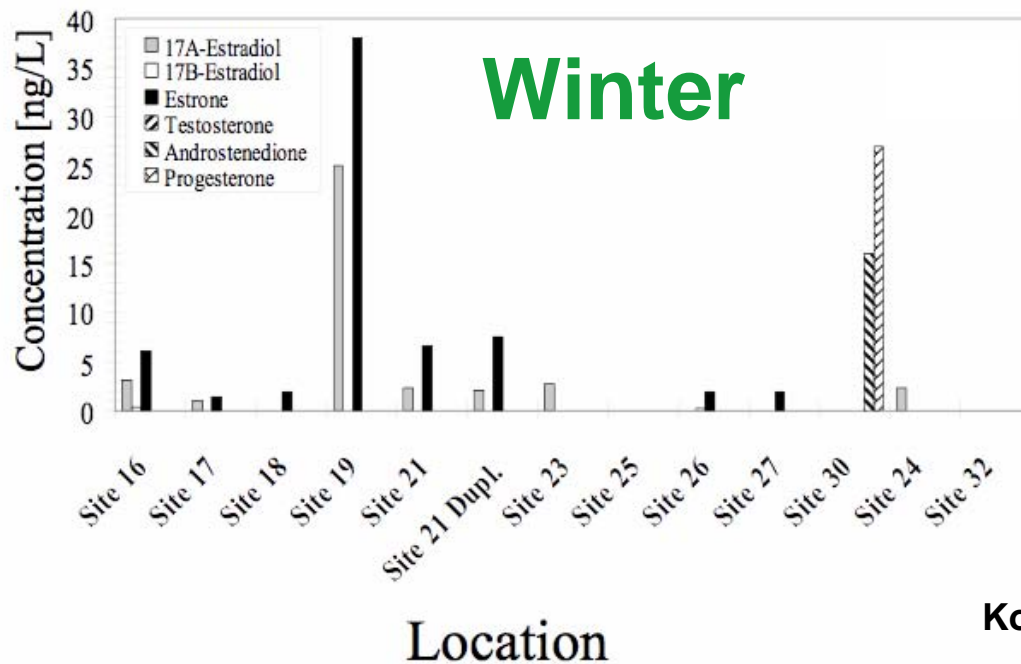 Concentration [ng/L]
40
35
30
25
20
15
10
5
0
17A-Estradiol
17B-Estradiol
Estrone
Testosterone
Androstenedione
Progesterone
Winter
Site 16
Site 17
Site 18
Site 19
Site 21
Site 21 Dupl.
Site 23
Site 25
Site 26
Site 27
Site 30
Site 24
Site 32
Location